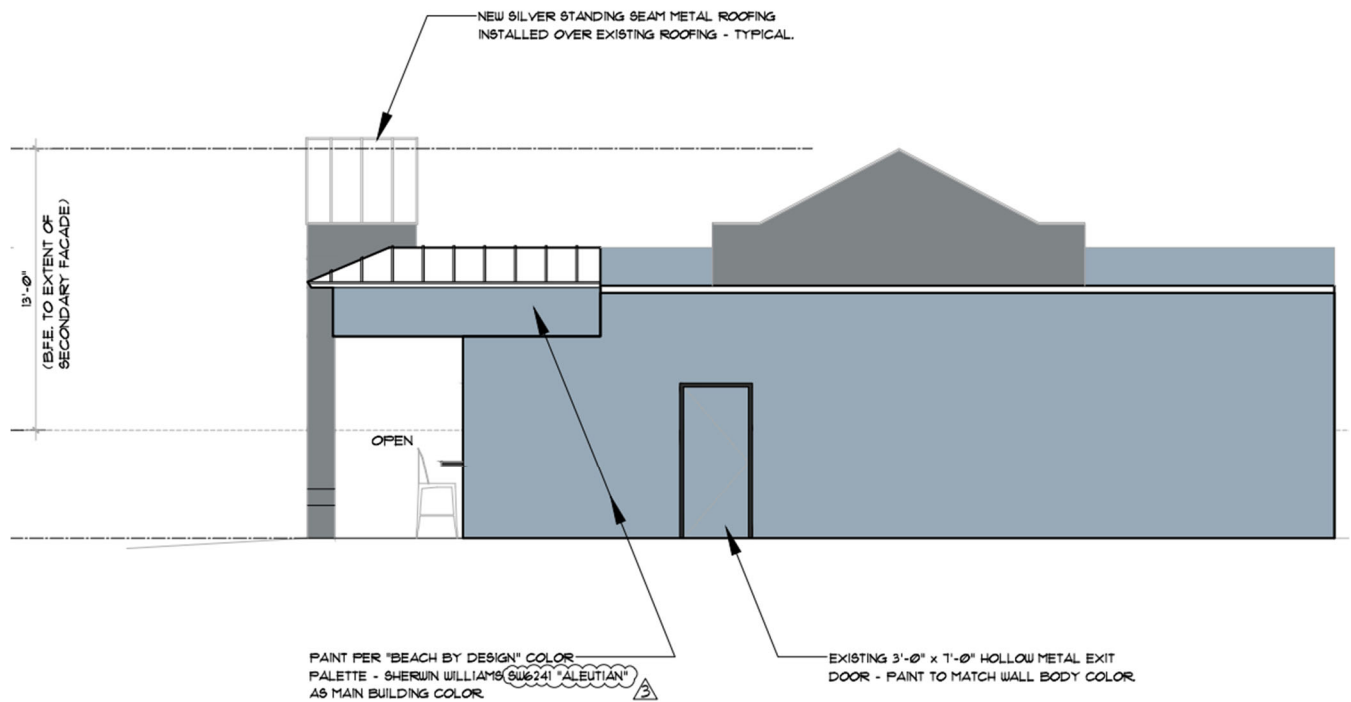 NEW SILVER STANDING SEAM METAL ROOFING
INSTALLED OVER EXISTING ROOFING - TYPICAL.
13'-0"
(B.F.E. TO EXTENT OF
SECONDARY FACADE)
OPEN
PAINT PER "BEACH BY DESIGN" COLOR
PALETTE - SHERWIN WILLIAMS SW6241 "ALEUTIAN"
AS MAIN BUILDING COLOR
3
EXISTING 3'-0" x 7'-0" HOLLOW METAL EXIT
DOOR - PAINT TO MATCH WALL BODY COLOR